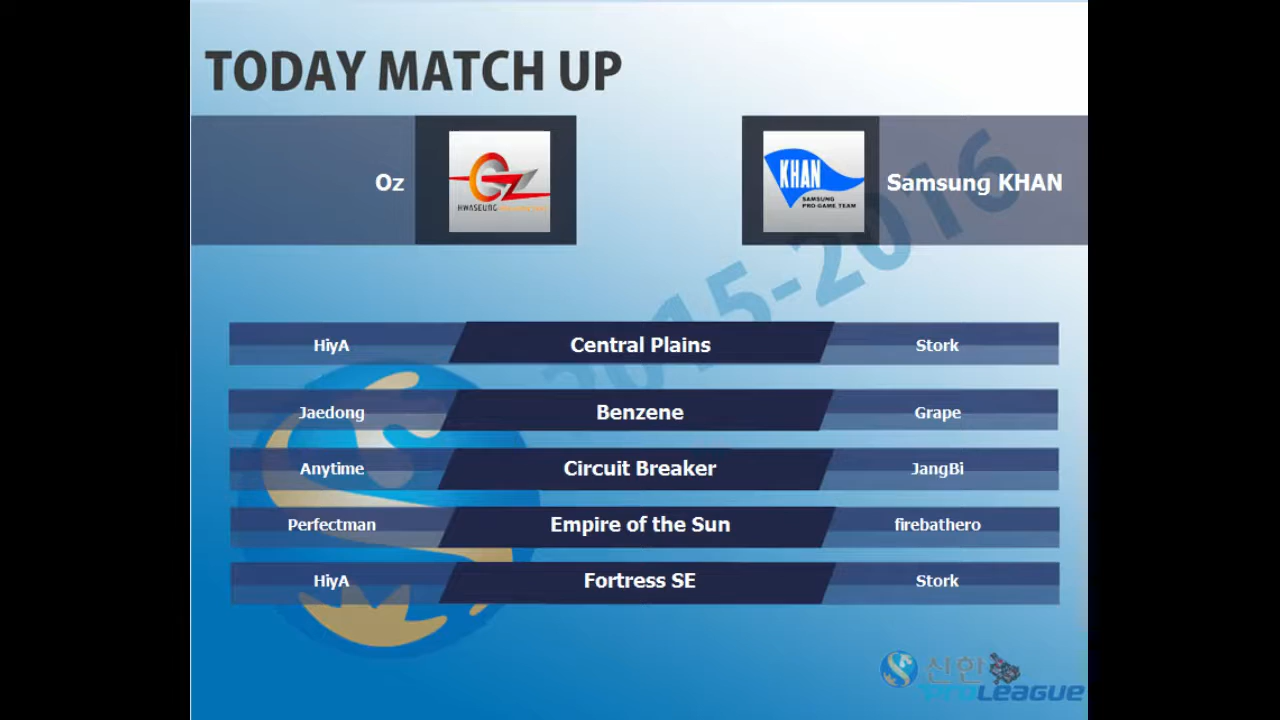 TODAY MATCH UP
Oz
HWASEUNG
KHAN
SAMSUNG
PRO-GAME TEAM
Samsung KHAN
2015-2016
HiyA Central Plains Stork
Jaedong Benzene Grape
Anytime Circuit Breaker JangBi
Perfectman Empire of the Sun firebathero
HiyA Fortress SE Stork
신한
ProLeague